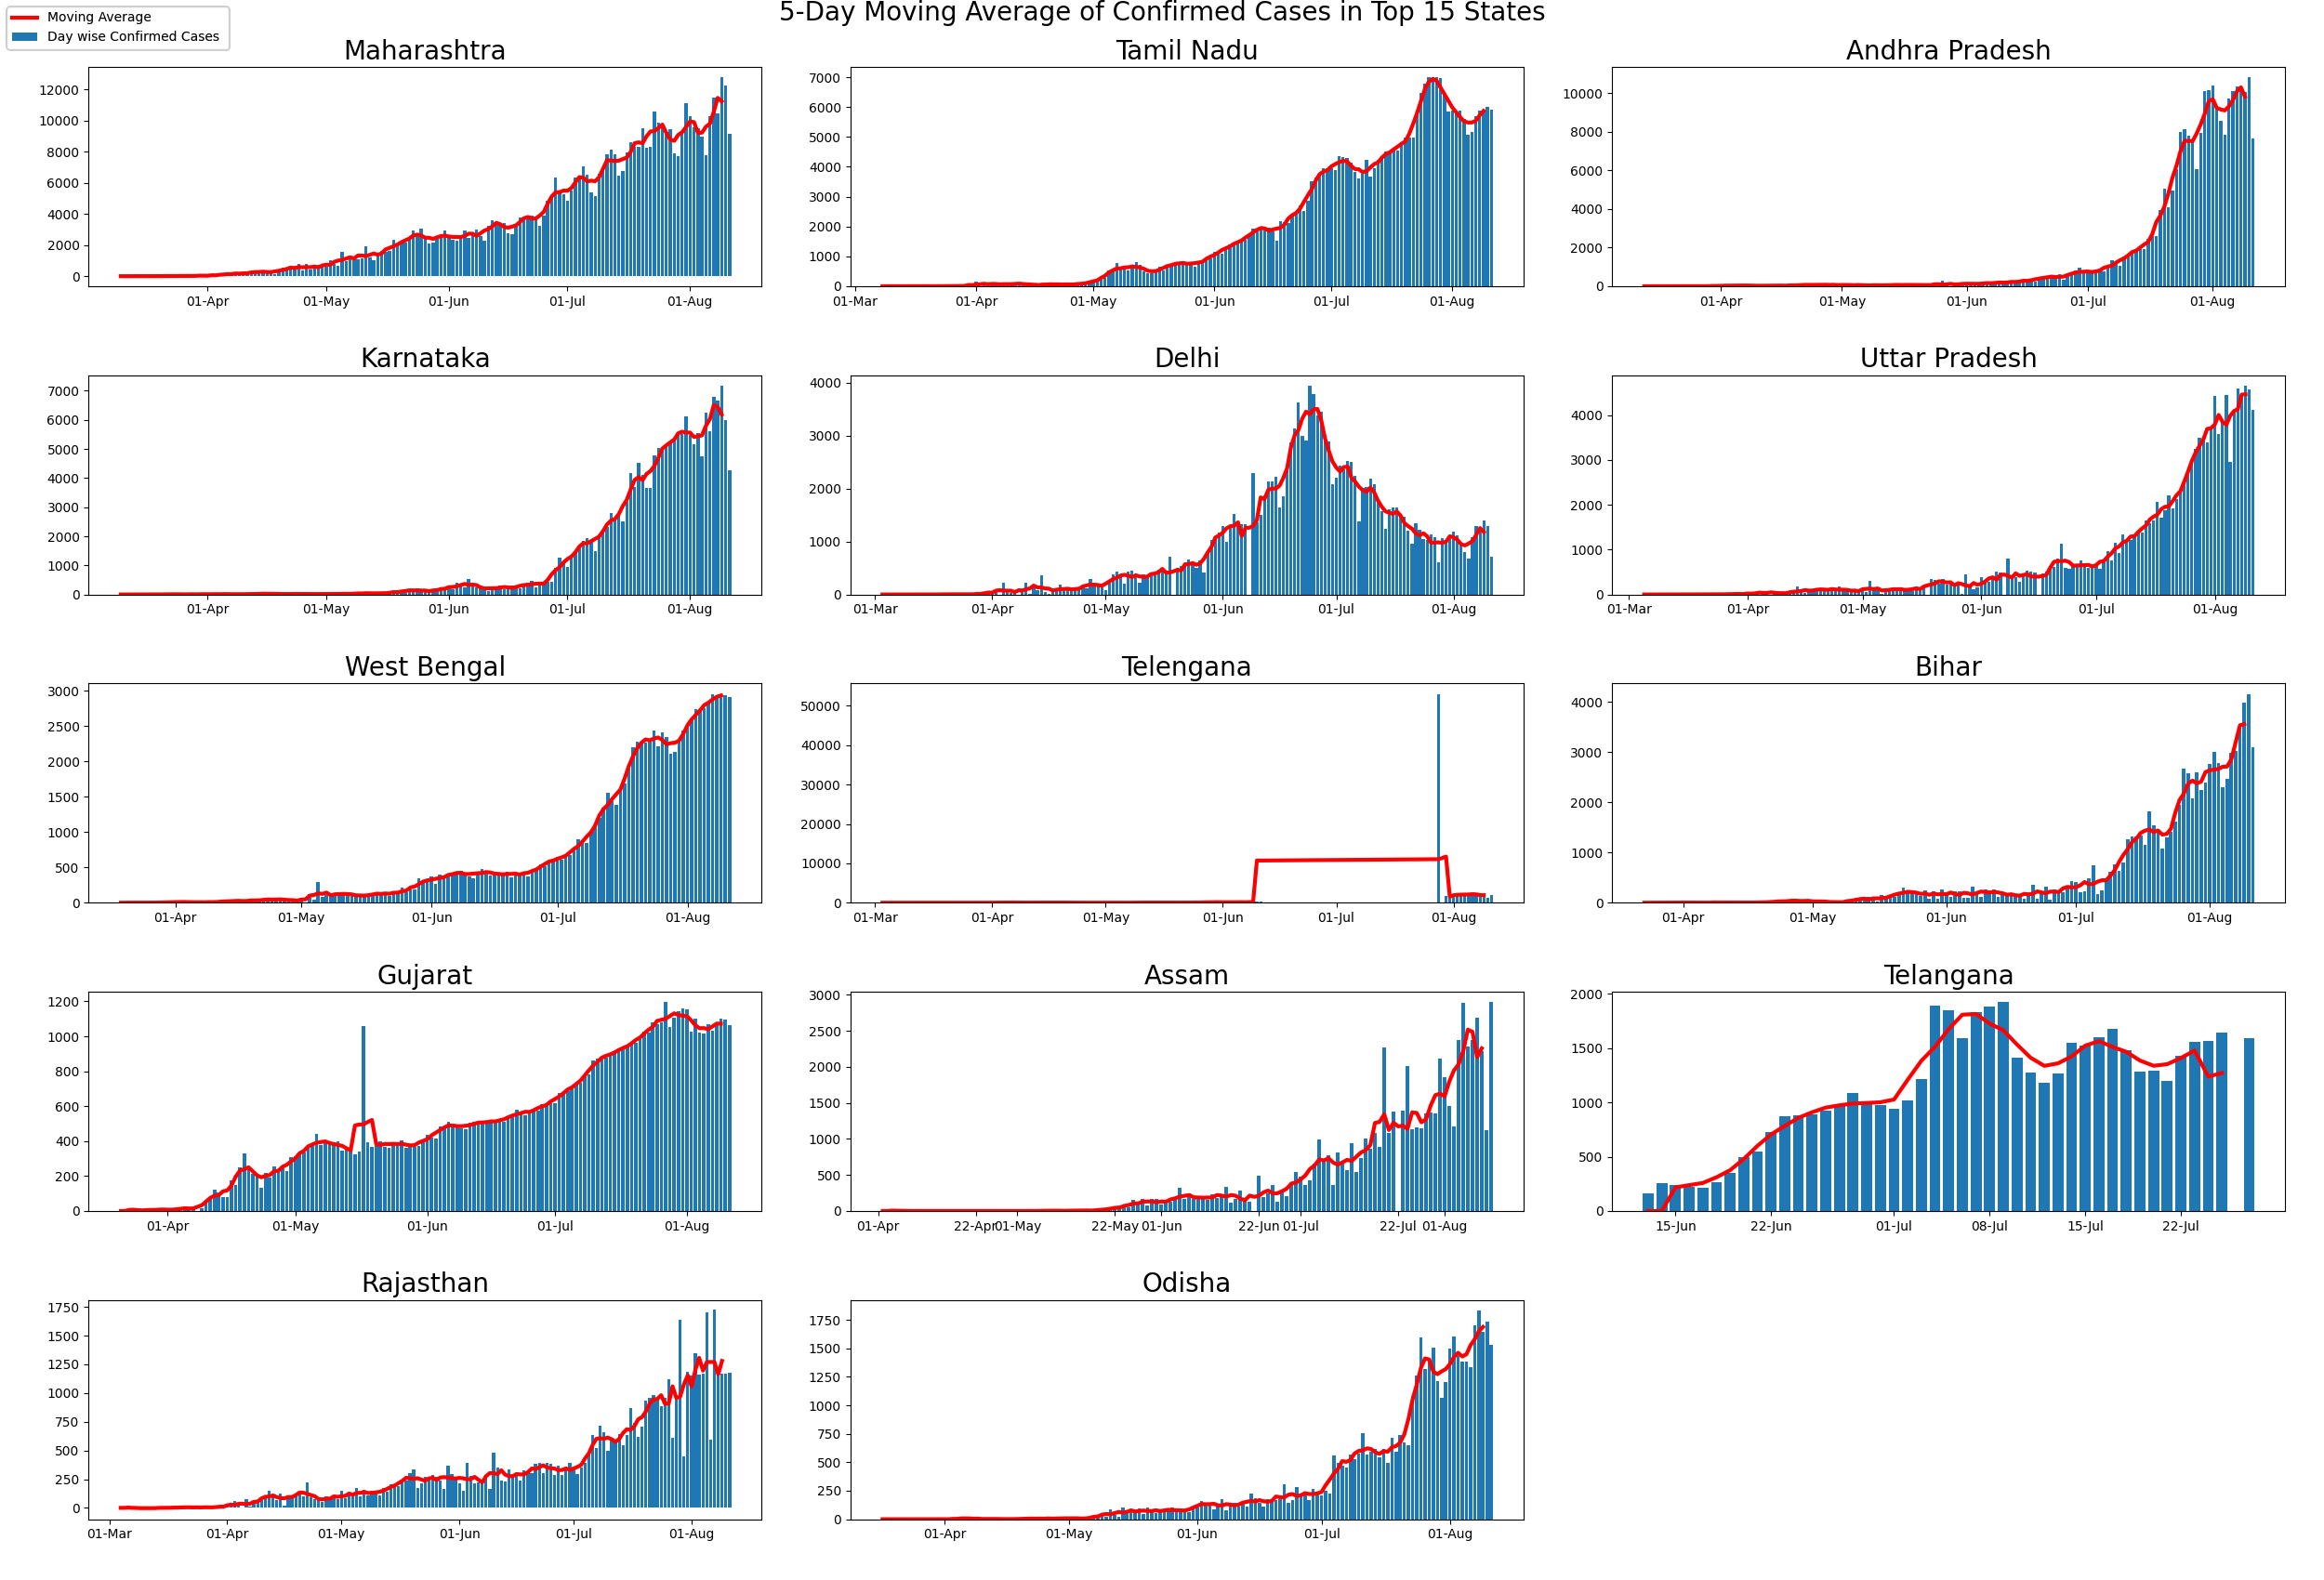 5-Day Moving Average of Confirmed Cases in Top 15 States
Moving Average
Day wise Confirmed Cases
Maharashtra
12000
10000
8000
6000
4000
2000
0
01-Apr 01-May 01-Jun 01-Jul 01-Aug
Tamil Nadu
7000
6000
5000
4000
3000
2000
1000
0
01-Mar 01-Apr 01-May 01-Jun 01-Jul 01-Aug
Andhra Pradesh
10000
8000
6000
4000
2000
0
01-Apr 01-May 01-Jun 01-Jul 01-Aug
Karnataka
7000
6000
5000
4000
3000
2000
1000
0
01-Apr 01-May 01-Jun 01-Jul 01-Aug
Delhi
4000
3000
2000
1000
0
01-Mar 01-Apr 01-May 01-Jun 01-Jul 01-Aug
Uttar Pradesh
4000
3000
2000
1000
0
01-Mar 01-Apr 01-May 01-Jun 01-Jul 01-Aug
West Bengal
3000
2500
2000
1500
1000
500
0
01-Apr 01-May 01-Jun 01-Jul 01-Aug
Telengana
50000
40000
30000
20000
10000
0
01-Mar 01-Apr 01-May 01-Jun 01-Jul 01-Aug
Bihar
4000
3000
2000
1000
0
01-Apr 01-May 01-Jun 01-Jul 01-Aug
Gujarat
1200
1000
800
600
400
200
0
01-Apr 01-May 01-Jun 01-Jul 01-Aug
Assam
3000
2500
2000
1500
1000
500
0
01-Apr 22-Apr 01-May 22-May 01-Jun 22-Jun 01-Jul 22-Jul 01-Aug
Telangana
2000
1500
1000
500
0
15-Jun 22-Jun 01-Jul 08-Jul 15-Jul 22-Jul
Rajasthan
1750
1500
1250
1000
750
500
250
0
01-Mar 01-Apr 01-May 01-Jun 01-Jul 01-Aug
Odisha
1750
1500
1250
1000
750
500
250
0
01-Apr 01-May 01-Jun 01-Jul 01-Aug